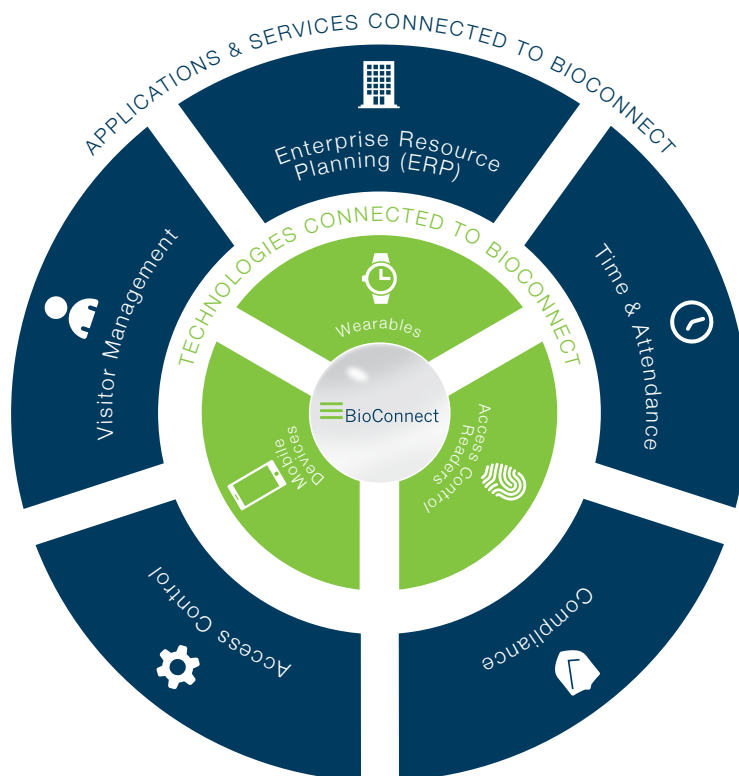 APPLICATIONS & SERVICES CONNECTED TO BIOCONNECT
Enterprise Resource
Planning (ERP)
TECHNOLOGIES CONNECTED TO BIOCONNECT
Visitor Management
Time & Attendance
Wearables
BioConnect
Mobile
Devices
Access Control
Readers
Access Control
Compliance